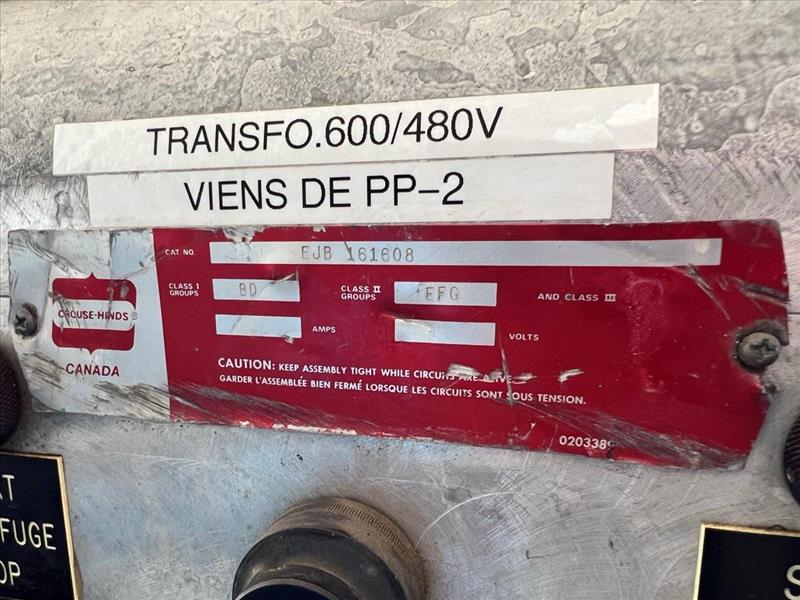 TRANSFO.600/480V
VIENS DE PP-2
CAT NO. EJB 161608
CLASS I GROUPS BD CLASS II GROUPS EFG AND CLASS III
AMPS VOLTS
CROUSE-HINDS ®
CANADA
CAUTION: KEEP ASSEMBLY TIGHT WHILE CIRCUITS ARE ALIVE.
GARDER L'ASSEMBLÉE BIEN FERMÉ LORSQUE LES CIRCUITS SONT SOUS TENSION.
020338
FUGE
OP
S